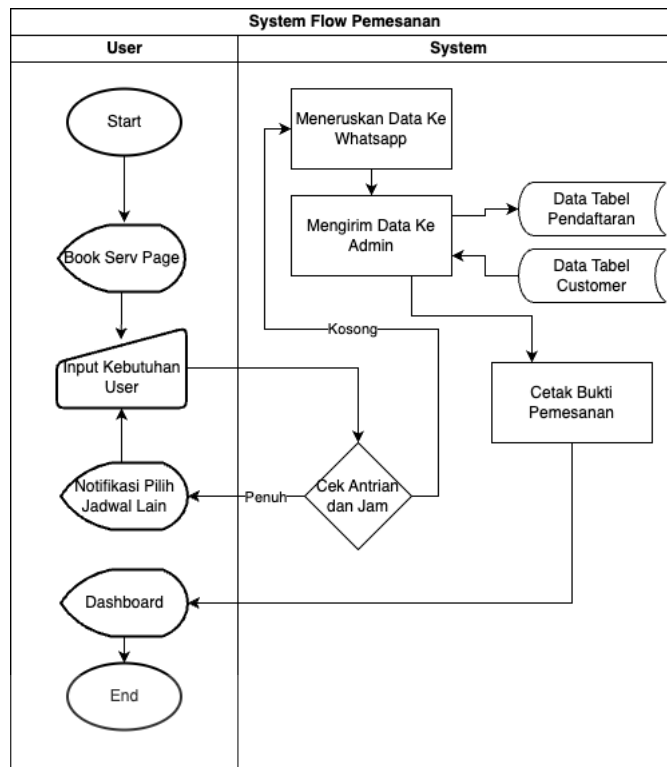 System Flow Pemesanan
User
System
Start
Meneruskan Data Ke
Whatsapp
Mengirim Data Ke
Admin
Data Tabel
Pendaftaran
Data Tabel
Customer
Book Serv Page
Kosong
Input Kebutuhan
User
Cetak Bukti
Pemesanan
Notifikasi Pilih
Jadwal Lain
Penuh
Cek Antrian
dan Jam
Dashboard
End